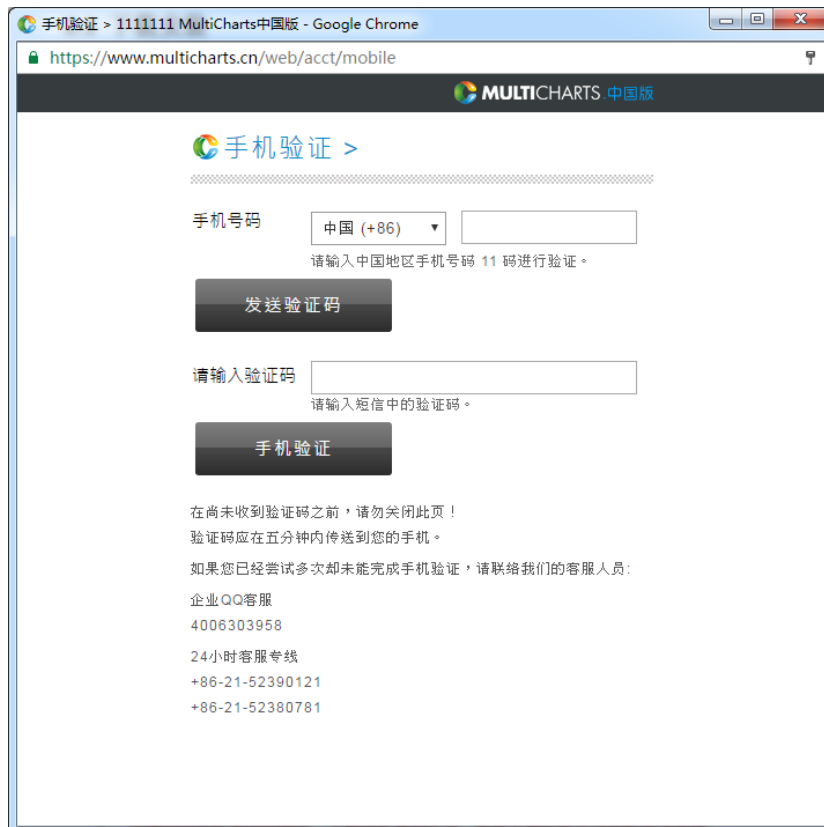 手机验证 > 1111111 MultiCharts中国版 - Google Chrome
https://www.multicharts.cn/web/acct/mobile
MULTICHARTS.中国版
手机验证 >
手机号码 中国 (+86)
请输入中国地区手机号码 11 码进行验证。
发送验证码
请输入验证码
请输入短信中的验证码。
手机验证
在尚未收到验证码之前，请勿关闭此页！
验证码应在五分钟内传送到您的手机。
如果您已经尝试多次却未能完成手机验证，请联络我们的客服人员:
企业QQ客服
4006303958
24小时客服专线
+86-21-52390121
+86-21-52380781